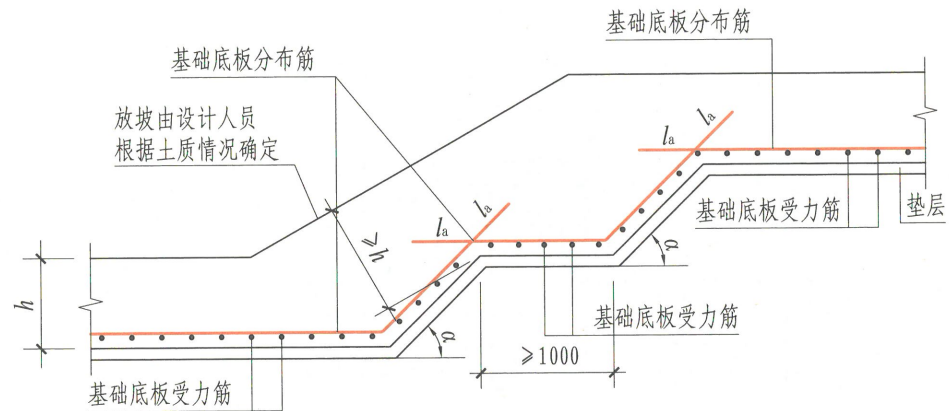 基础底板分布筋
基础底板分布筋
放坡由设计人员
根据土质情况确定
la
la
la
la
≥h
h
基础底板受力筋
垫层
α
α
基础底板受力筋
≥1000
基础底板受力筋